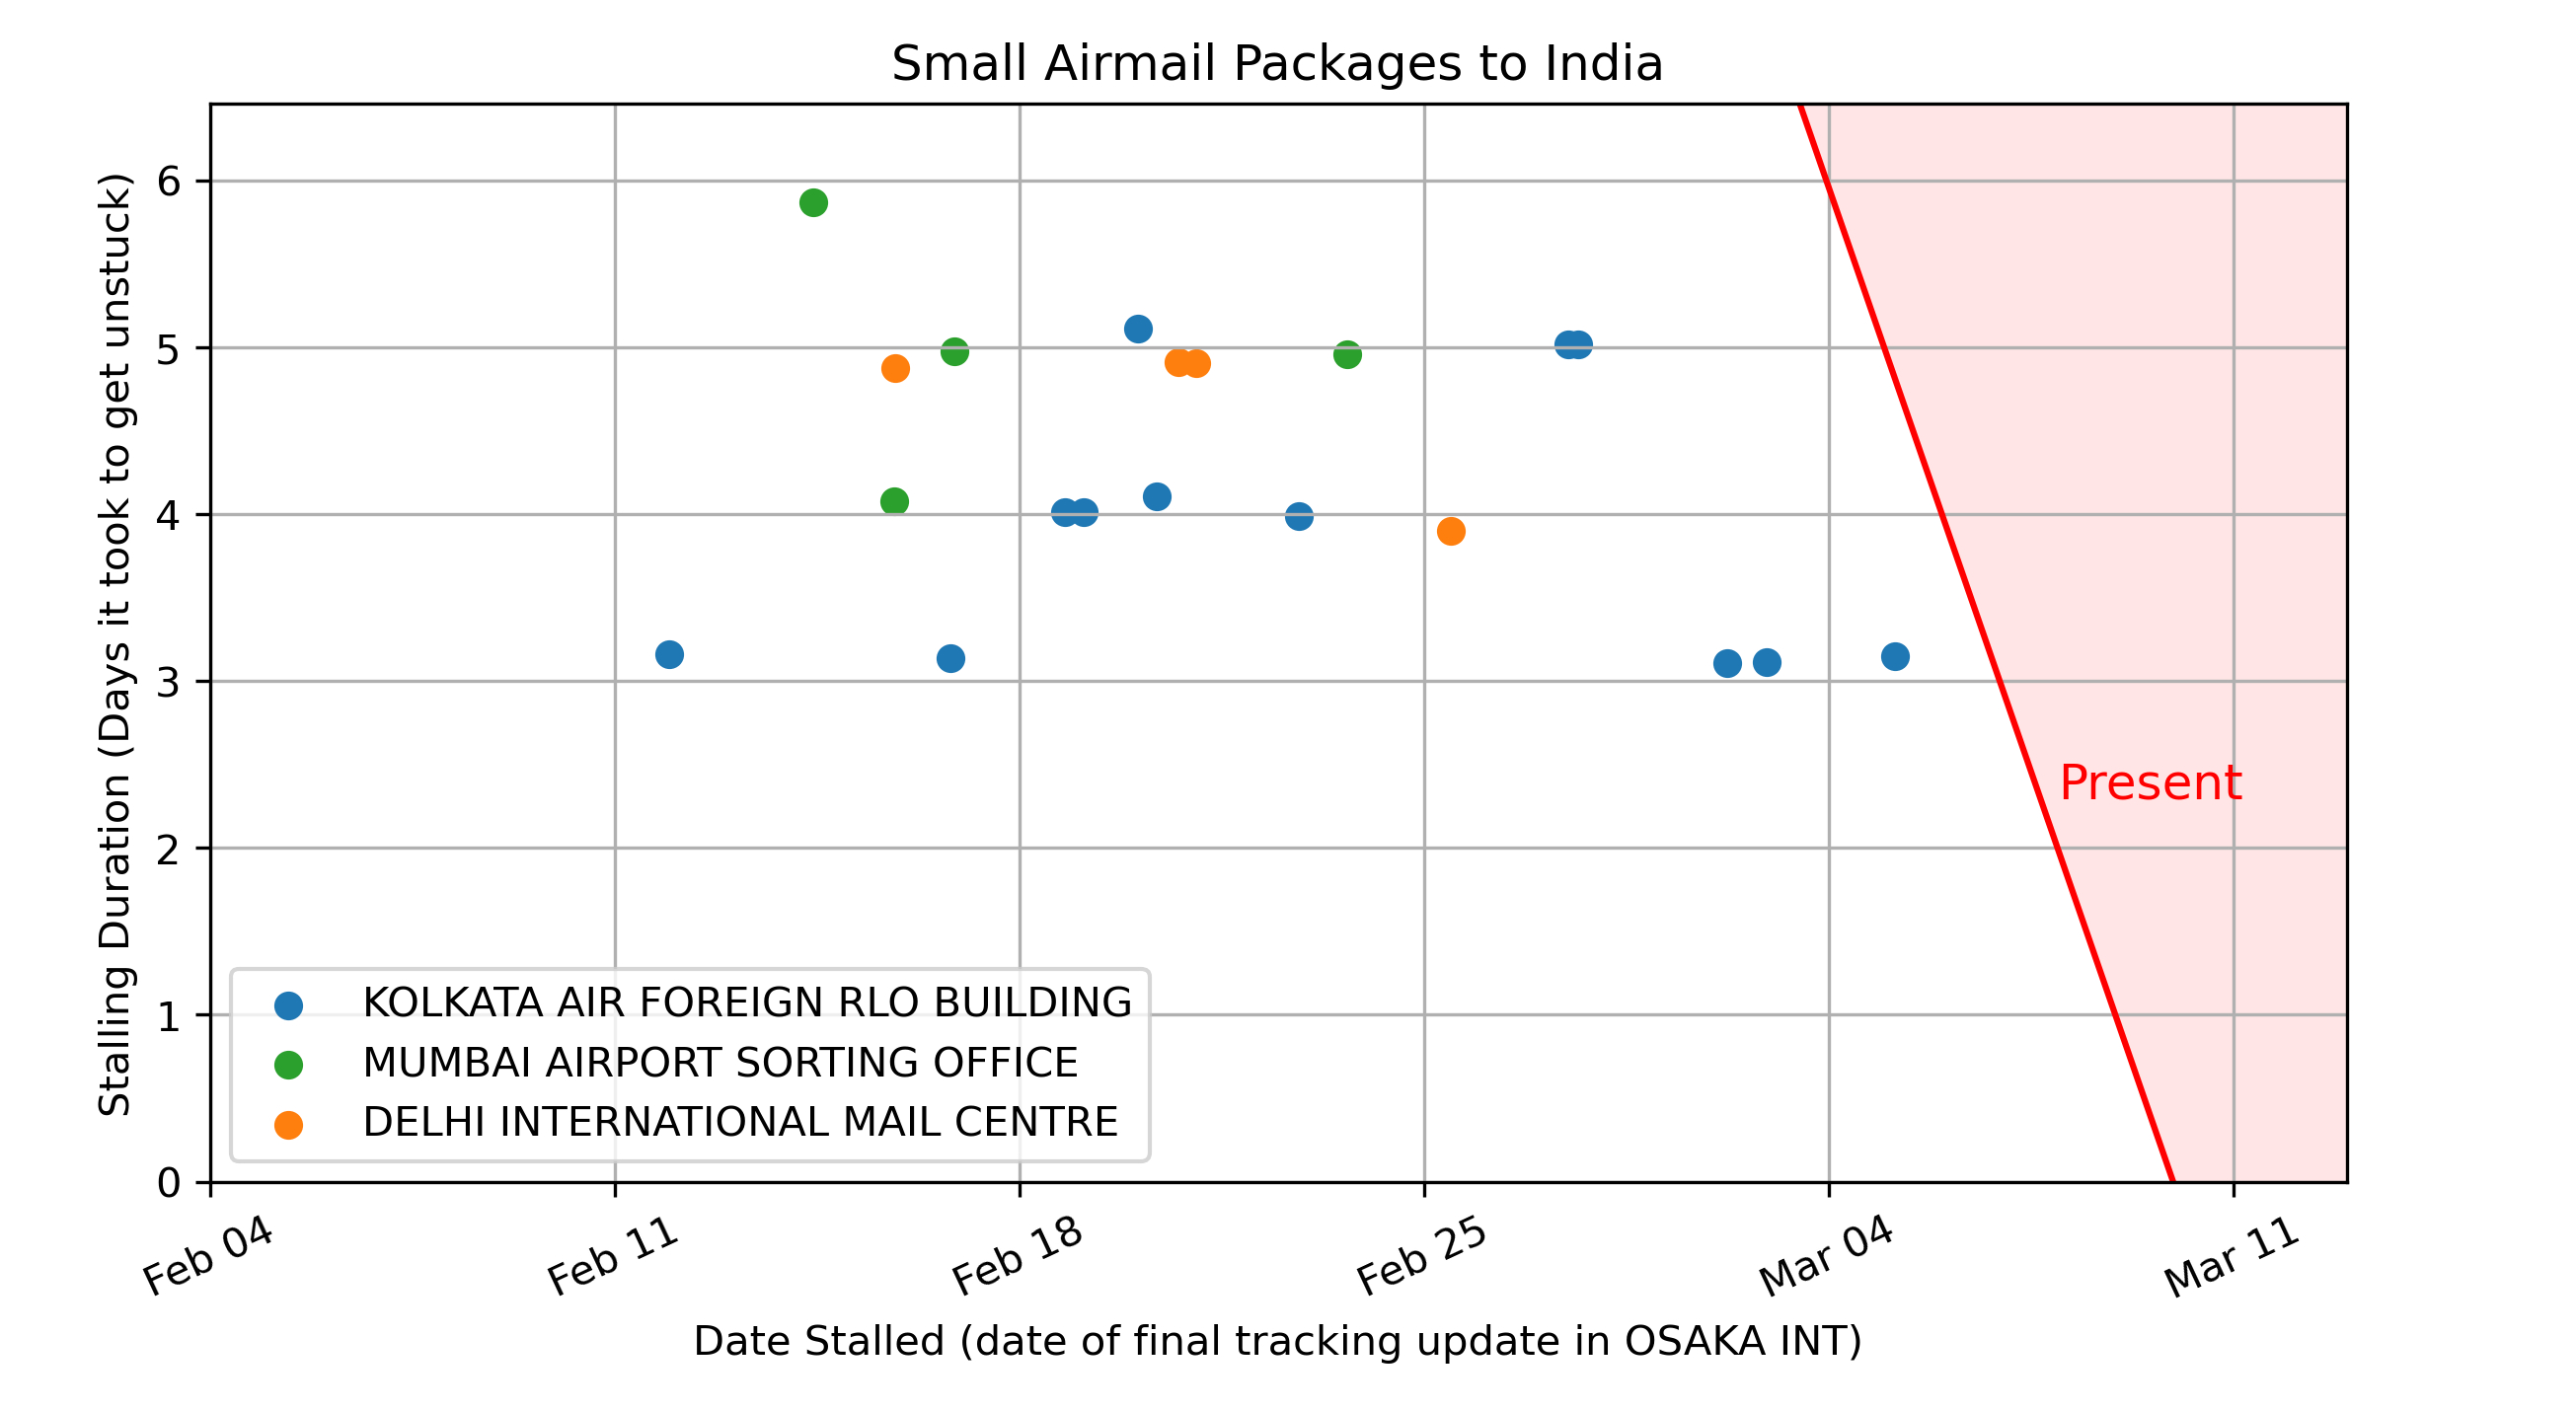 Small Airmail Packages to India
Stalling Duration (Days it took to get unstuck)
6
5
4
3
2
1
0
Present
KOLKATA AIR FOREIGN RLO BUILDING
MUMBAI AIRPORT SORTING OFFICE
DELHI INTERNATIONAL MAIL CENTRE
Feb 04
Feb 11
Feb 18
Feb 25
Mar 04
Mar 11
Date Stalled (date of final tracking update in OSAKA INT)